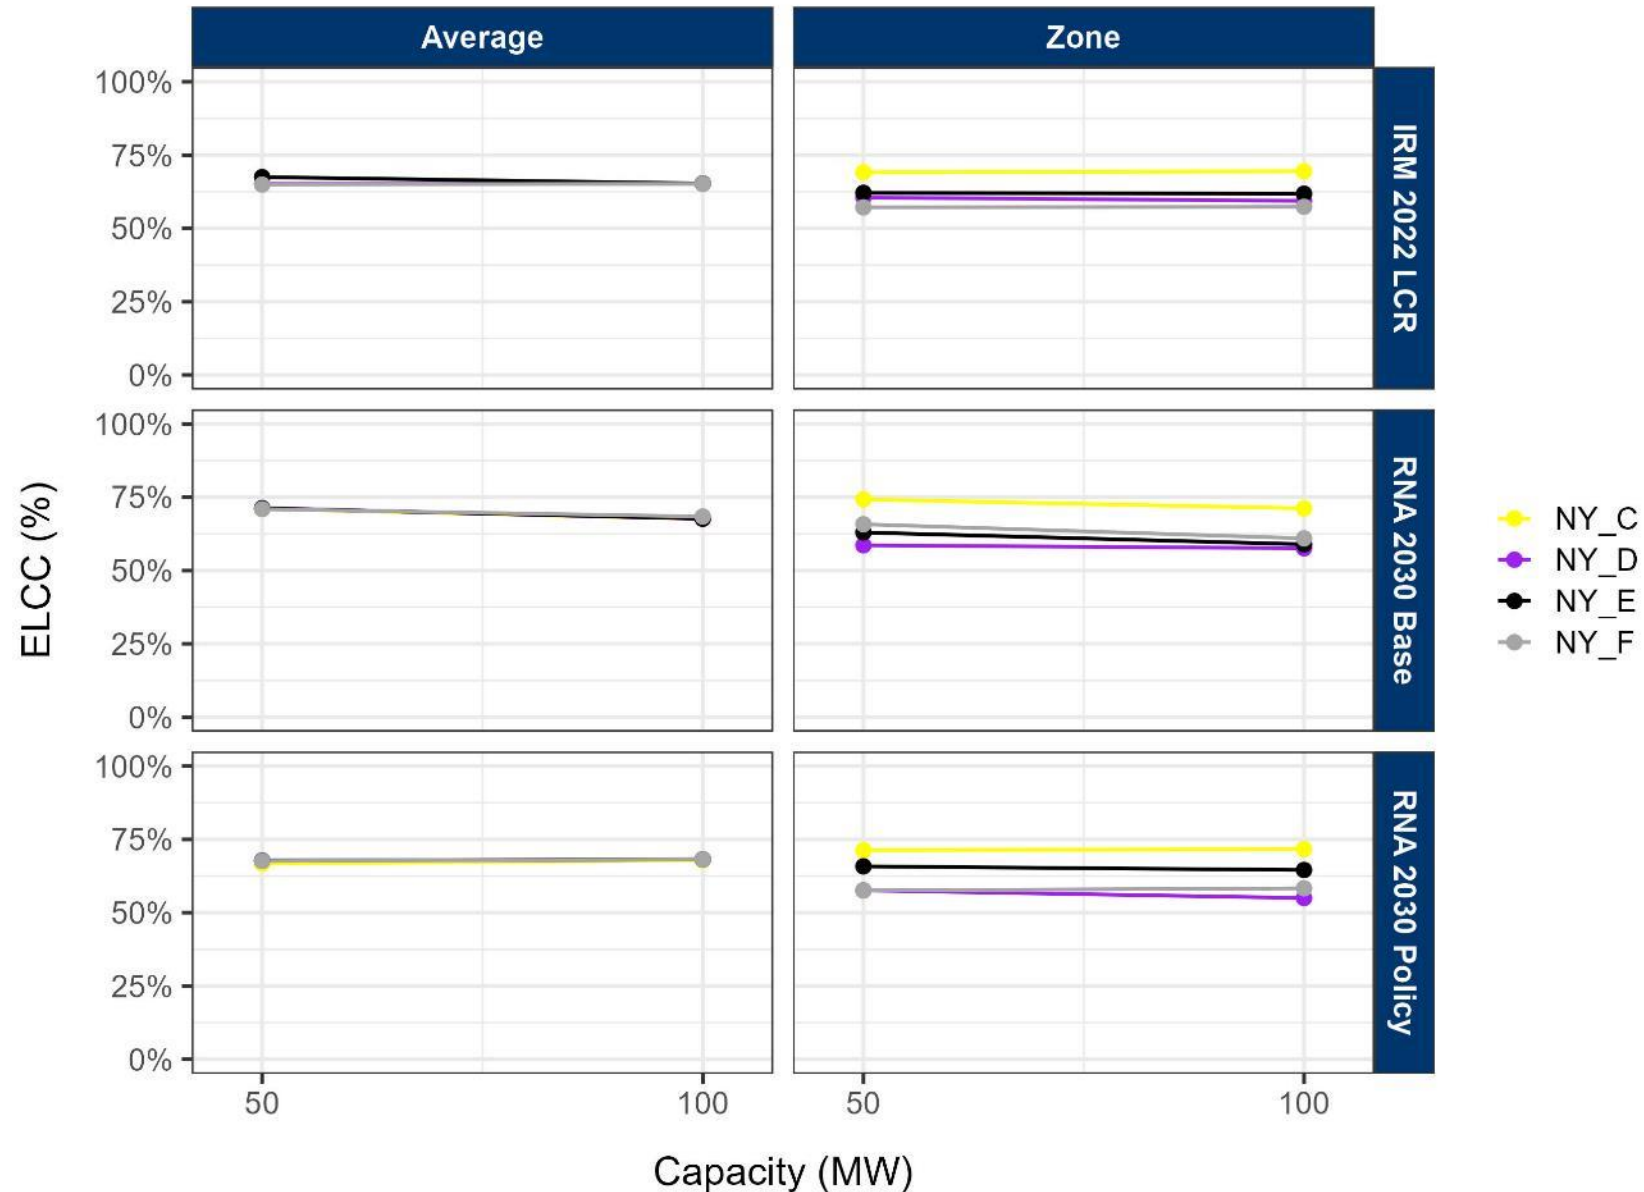 Average
Zone
100%
75%
50%
25%
0%
IRM 2022 LCR
100%
75%
50%
25%
0%
RNA 2030 Base
100%
75%
50%
25%
0%
RNA 2030 Policy
ELCC (%)
50
100
50
100
Capacity (MW)
NY_C
NY_D
NY_E
NY_F